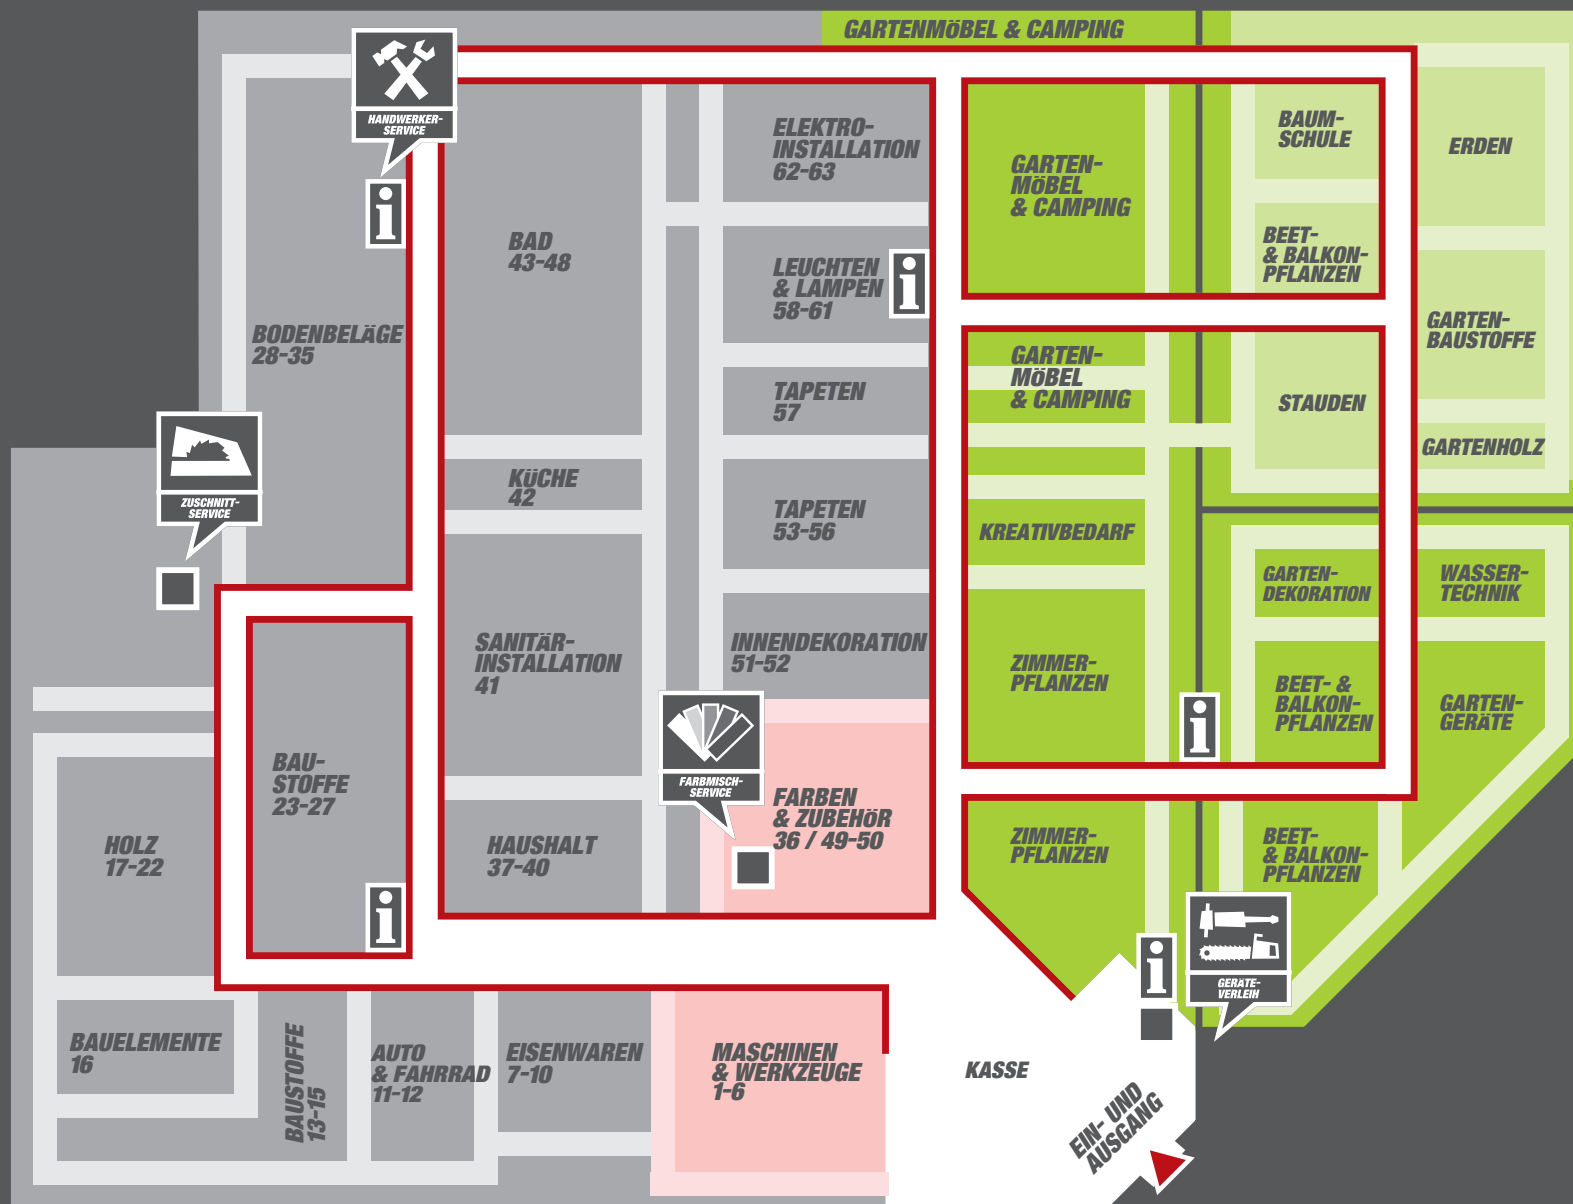 GARTENMÖBEL & CAMPING
HANDWERKER-
SERVICE
i
ELEKTRO-
INSTALLATION
62-63
BAD
43-48
LEUCHTEN
& LAMPEN
58-61
i
BODENBELÄGE
28-35
TAPETEN
57
KÜCHE
42
TAPETEN
53-56
ZUSCHNITT-
SERVICE
SANITÄR-
INSTALLATION
41
INNENDEKORATION
51-52
FARBMISCH-
SERVICE
FARBEN
& ZUBEHÖR
36 / 49-50
HAUSHALT
37-40
BAU-
STOFFE
23-27
i
HOLZ
17-22
BAUELEMENTE
16
BAUSTOFFE
13-15
AUTO
& FAHRRAD
11-12
EISENWAREN
7-10
MASCHINEN
& WERKZEUGE
1-6
GARTEN-
MÖBEL
& CAMPING
BAUM-
SCHULE
BEET-
& BALKON-
PFLANZEN
ERDEN
GARTEN-
BAUSTOFFE
GARTENHOLZ
GARTEN-
MÖBEL
& CAMPING
STAUDEN
KREATIVBEDARF
GARTEN-
DEKORATION
WASSER-
TECHNIK
ZIMMER-
PFLANZEN
i
BEET- &
BALKON-
PFLANZEN
GARTEN-
GERÄTE
ZIMMER-
PFLANZEN
BEET-
& BALKON-
PFLANZEN
i
GERÄTE-
VERLEIH
KASSE
EIN- UND
AUSGANG